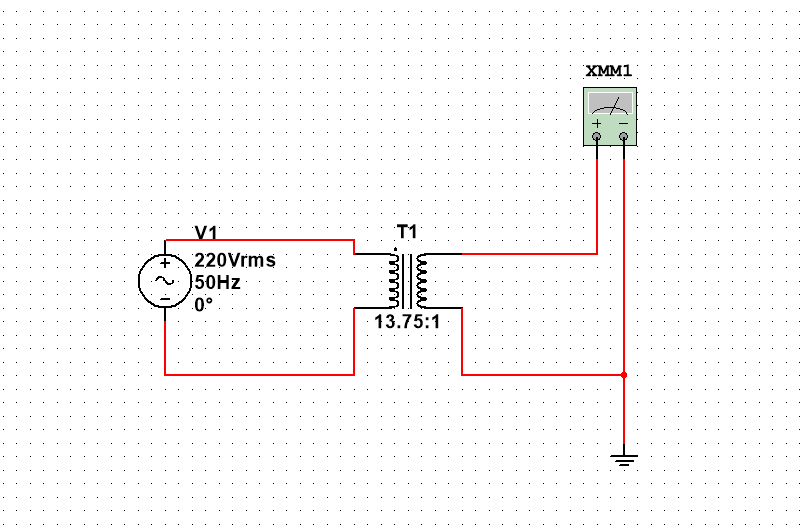 XMM1
+ −
V1
+
−
220Vrms
50Hz
0°
T1
13.75:1